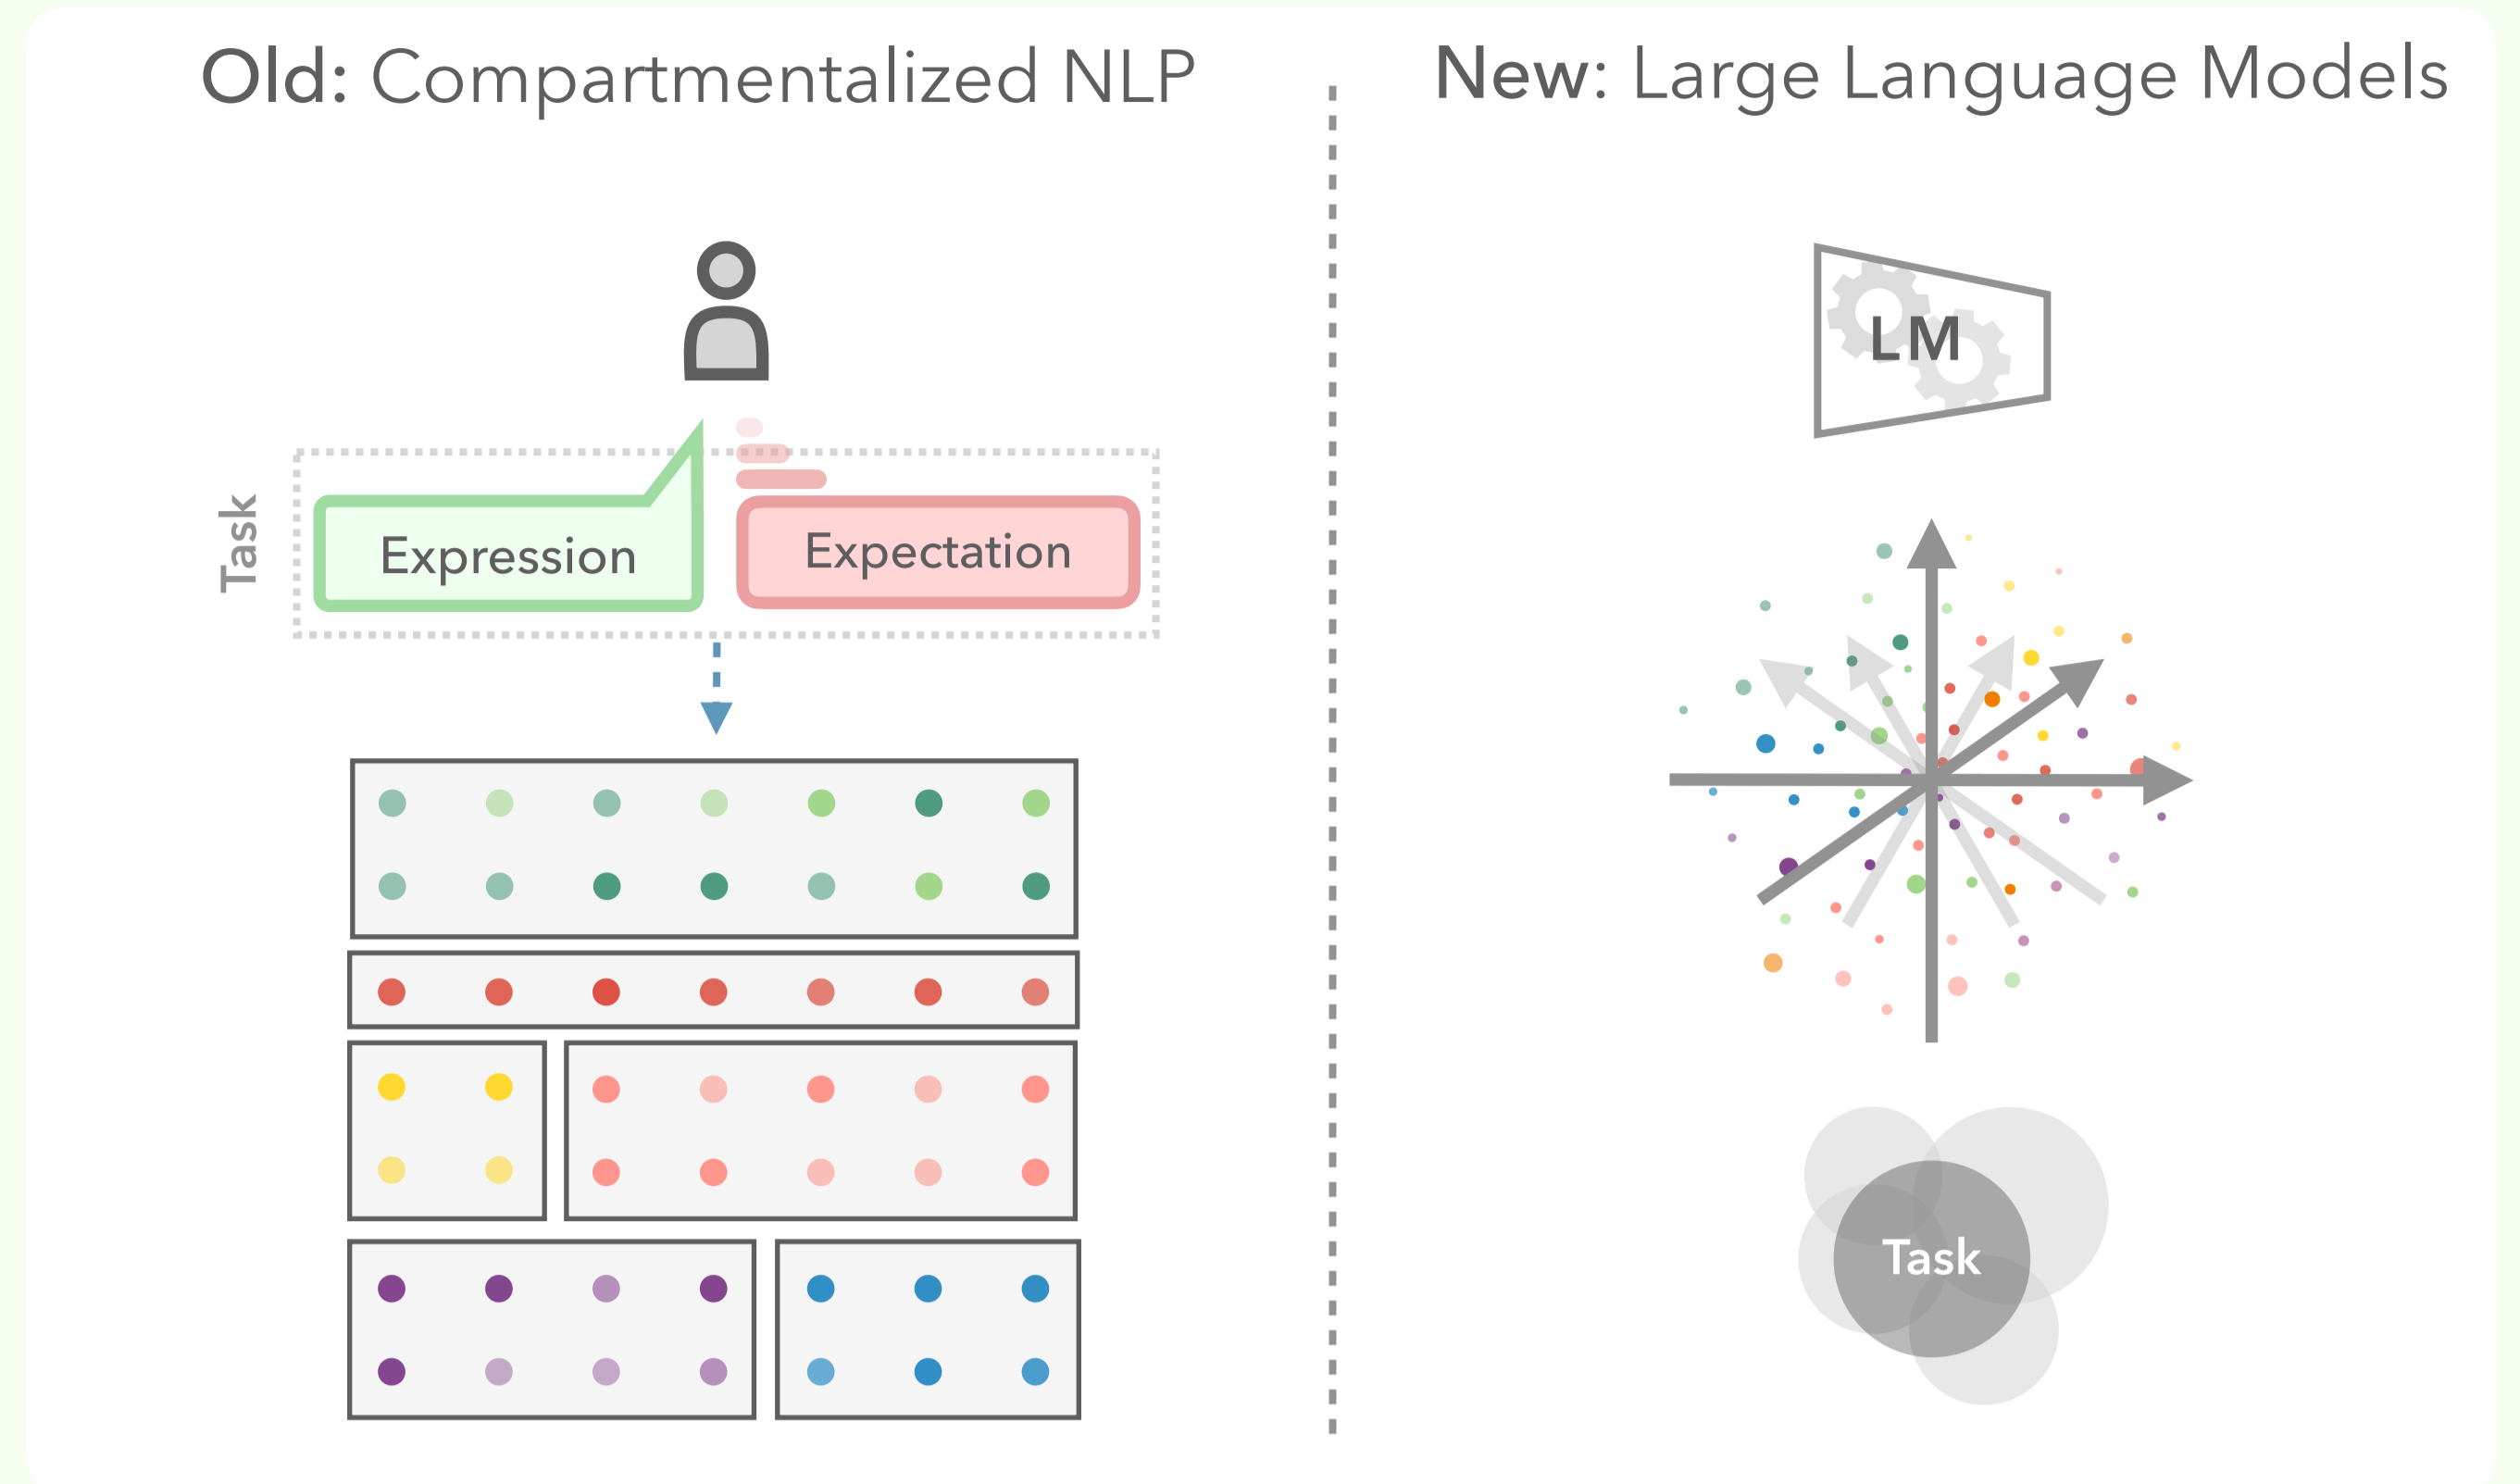 Old: Compartmentalized NLP
Task
Expression
Expectation
New: Large Language Models
LM
Task